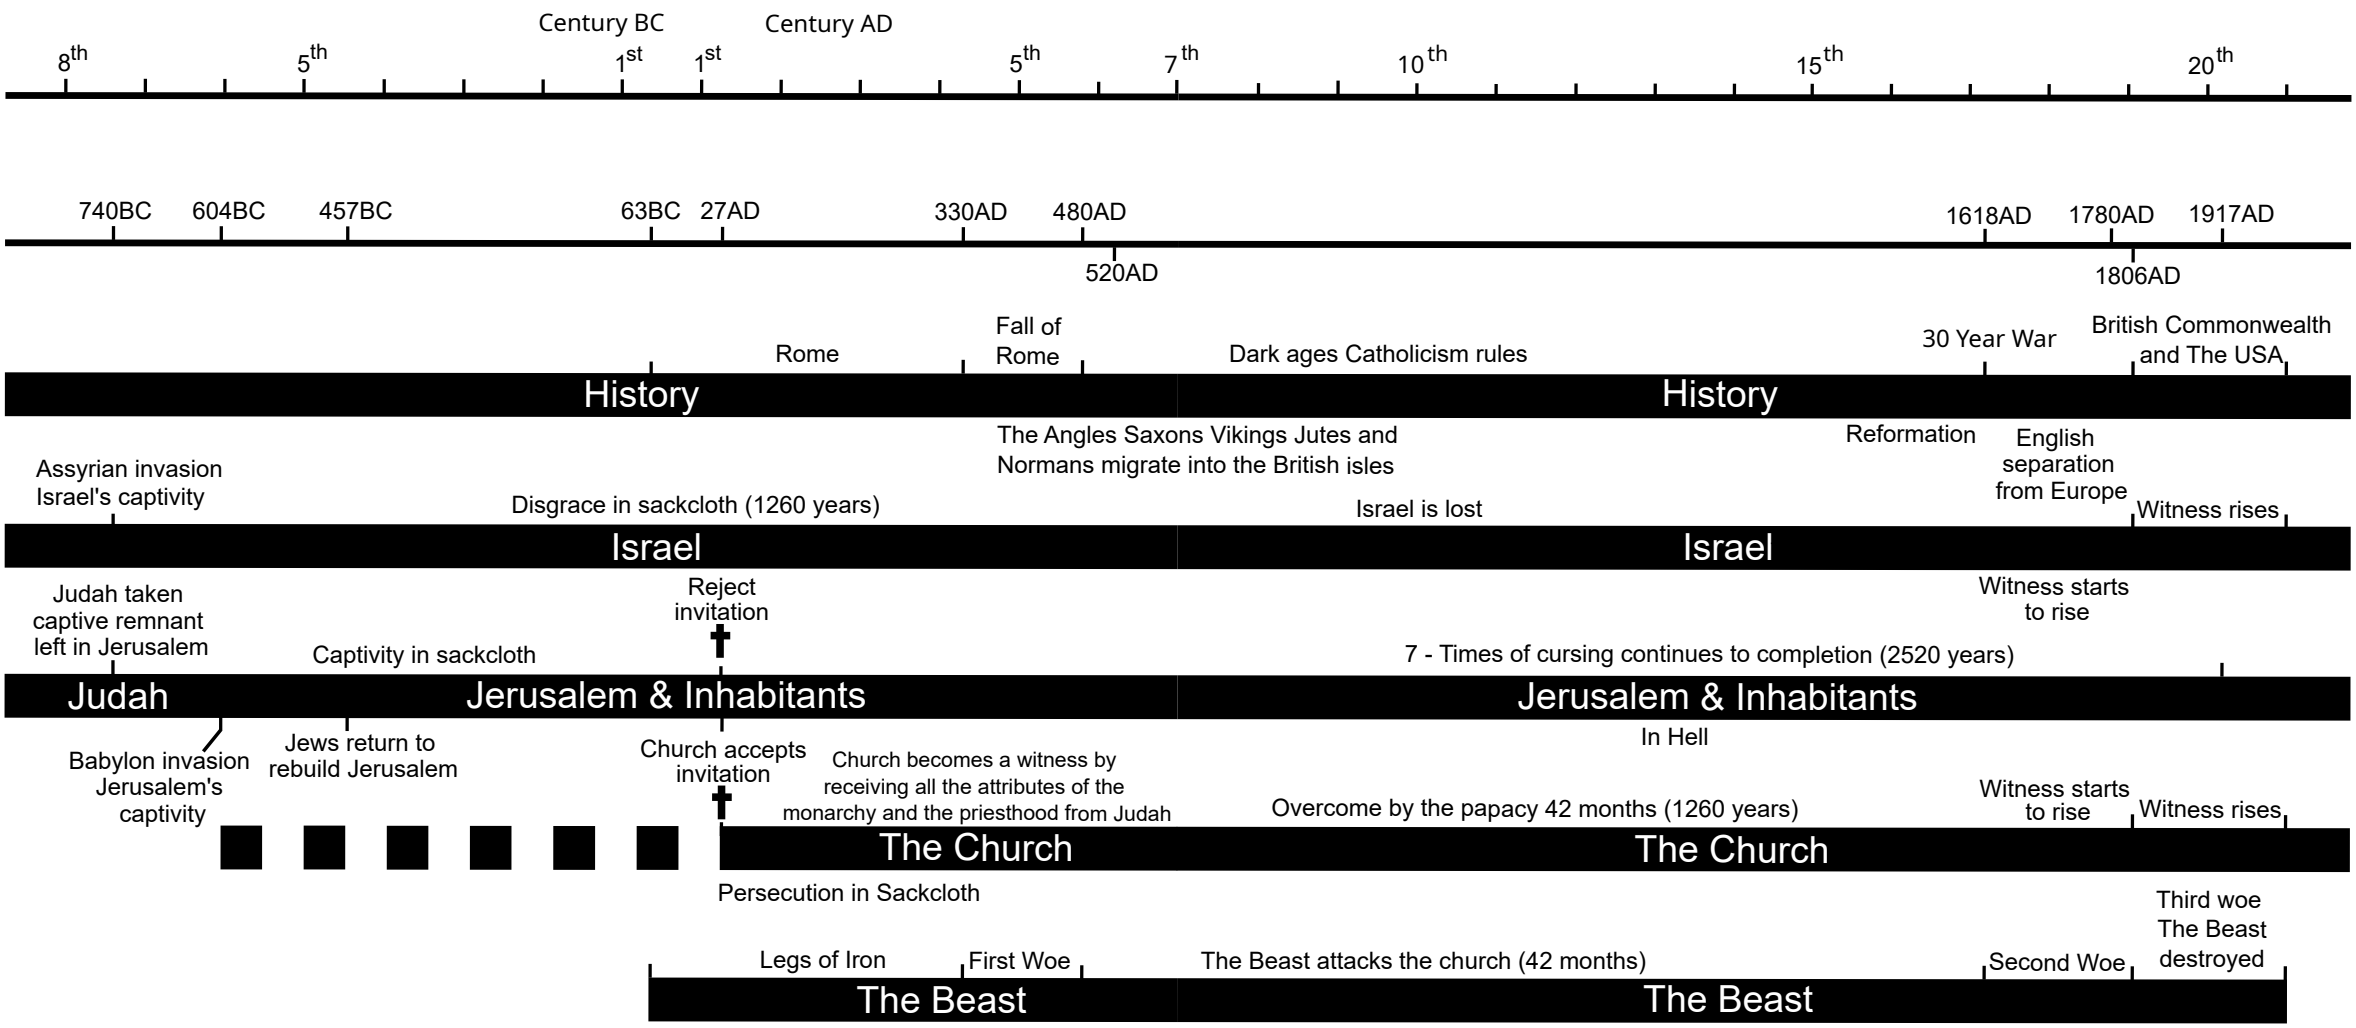 Century BC
Century AD
8th
5th
1st
1st
5th
7th
10th
15th
20th
740BC
604BC
457BC
63BC
27AD
330AD
480AD
1618AD
1780AD
1917AD
520AD
1806AD
Rome
Fall of
Rome
Dark ages Catholicism rules
30 Year War
British Commonwealth
and The USA
History
History
The Angles Saxons Vikings Jutes and
Normans migrate into the British isles
Reformation
English
separation
from Europe
Assyrian invasion
Israel's captivity
Disgrace in sackcloth (1260 years)
Israel is lost
Witness rises
Israel
Israel
Judah taken
captive remnant
left in Jerusalem
Captivity in sackcloth
Reject
invitation
Witness starts
to rise
7 - Times of cursing continues to completion (2520 years)
Judah
Jerusalem & Inhabitants
Jerusalem & Inhabitants
Babylon invasion
Jerusalem's
captivity
Jews return to
rebuild Jerusalem
Church accepts
invitation
Church becomes a witness by
receiving all the attributes of the
monarchy and the priesthood from Judah
In Hell
Overcome by the papacy 42 months (1260 years)
Witness starts
to rise
Witness rises
The Church
The Church
Persecution in Sackcloth
Legs of Iron
First Woe
The Beast attacks the church (42 months)
Second Woe
Third woe
The Beast
destroyed
The Beast
The Beast